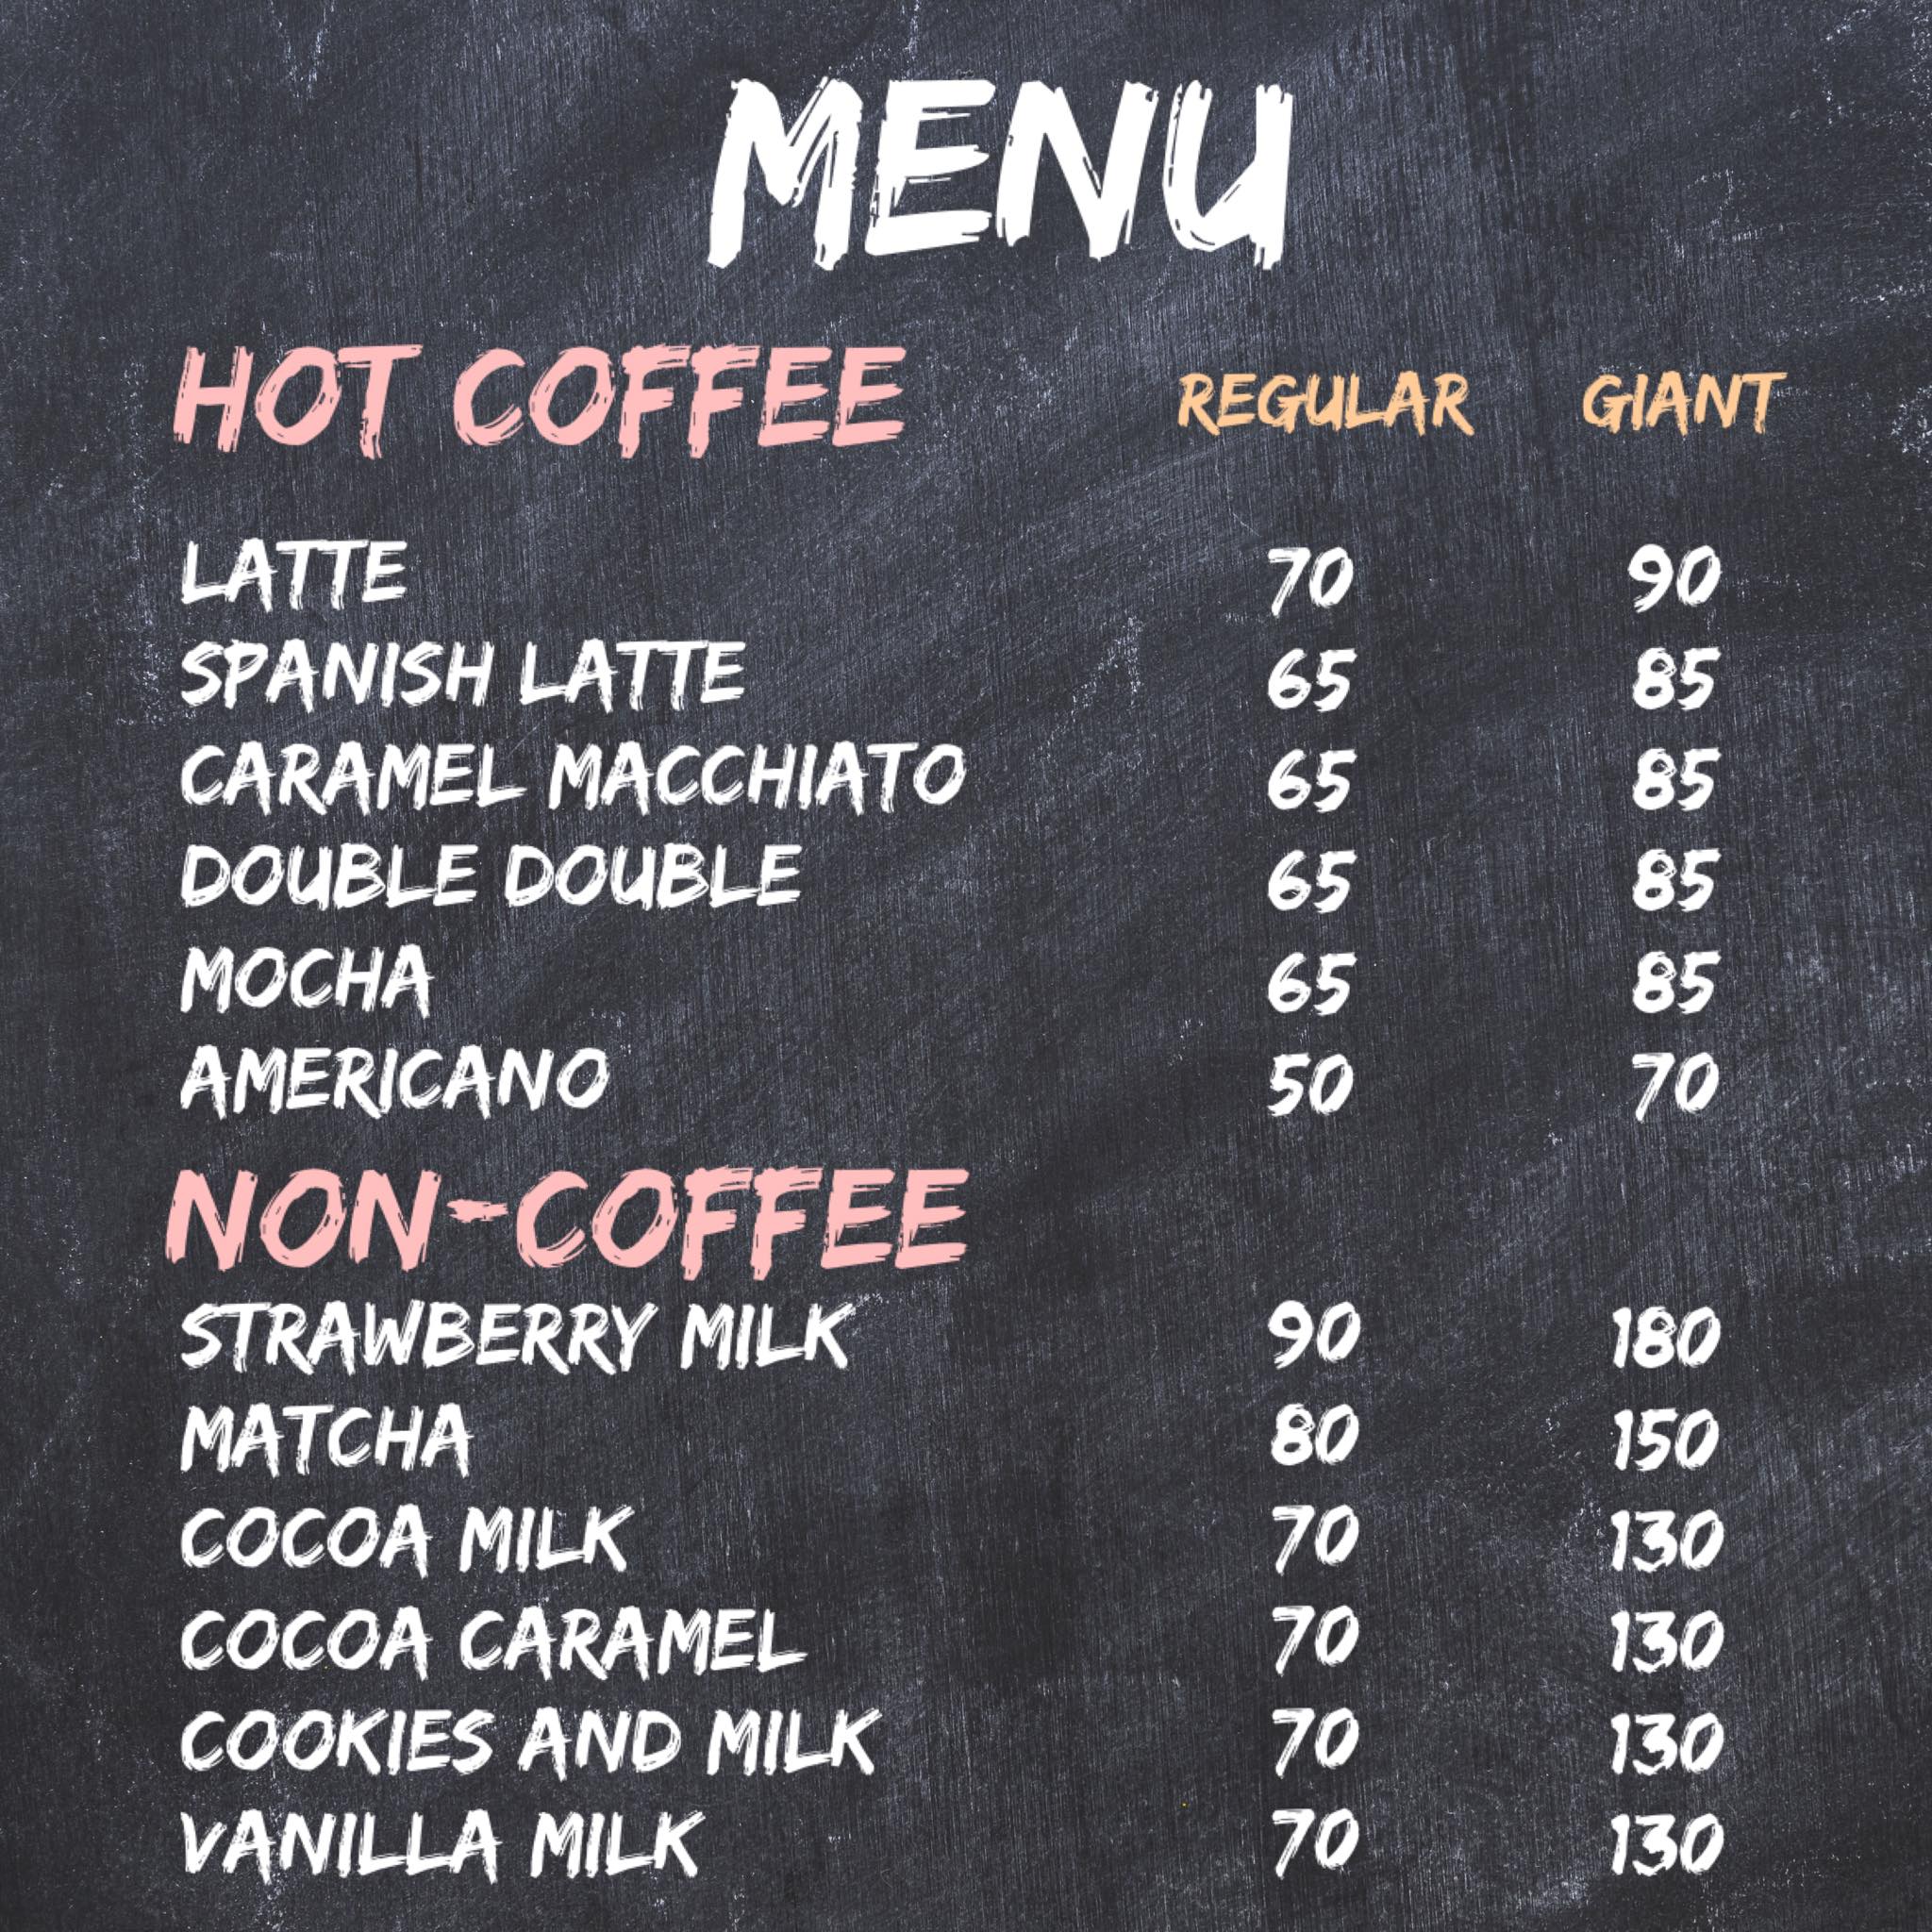 MENU
HOT COFFEE REGULAR GIANT
LATTE 70 90
SPANISH LATTE 65 85
CARAMEL MACCHIATO 65 85
DOUBLE DOUBLE 65 85
MOCHA 65 85
AMERICANO 50 70
NON-COFFEE
STRAWBERRY MILK 90 180
MATCHA 80 150
COCOA MILK 70 130
COCOA CARAMEL 70 130
COOKIES AND MILK 70 130
VANILLA MILK 70 130